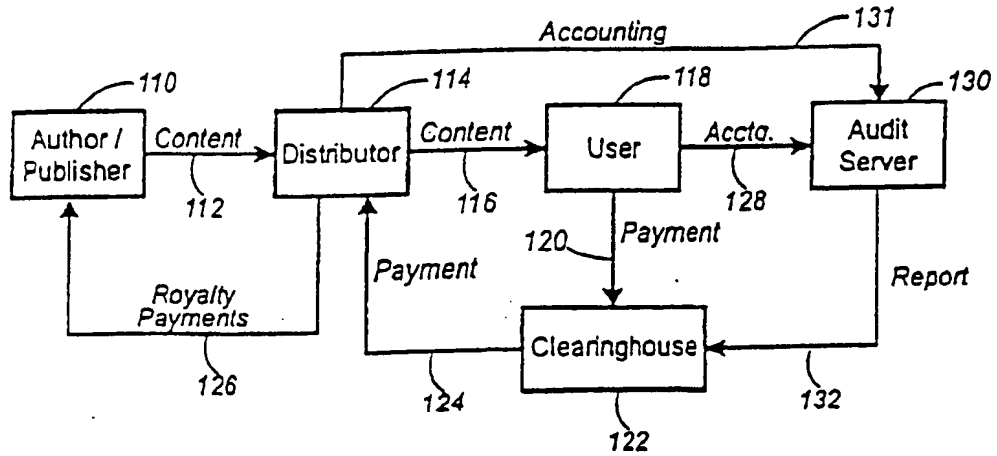 Accounting
131
110
114
118
130
Author /
Publisher
Content
112
Distributor
Content
116
User
Accta.
128
Audit
Server
Royalty
Payments
126
Payment
124
120
Payment
Clearinghouse
122
Report
132